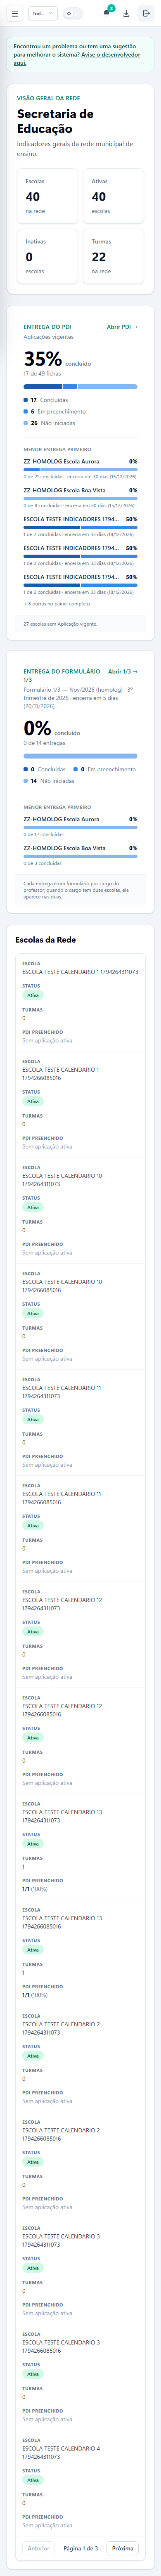 Tod...
Encontrou um problema ou tem uma sugestão
para melhorar o sistema? Avise o desenvolvedor
aqui.
VISÃO GERAL DA REDE
Secretaria de
Educação
Indicadores gerais da rede municipal de
ensino.
Escolas
40
na rede
Ativas
40
escolas
Inativas
0
escolas
Turmas
22
na rede
ENTREGA DO PDI
Abrir PDI →
Aplicações vigentes
35% concluído
17 de 49 fichas
17 Concluídas
6 Em preenchimento
26 Não iniciadas
MENOR ENTREGA PRIMEIRO
ZZ-HOMOLOG Escola Aurora 0%
0 de 21 concluídas · encerra em 30 dias (15/12/2026)
ZZ-HOMOLOG Escola Boa Vista 0%
0 de 8 concluídas · encerra em 30 dias (15/12/2026)
ESCOLA TESTE INDICADORES 1794... 50%
1 de 2 concluídas · encerra em 33 dias (18/12/2026)
ESCOLA TESTE INDICADORES 1794... 50%
1 de 2 concluídas · encerra em 33 dias (18/12/2026)
ESCOLA TESTE INDICADORES 1794... 50%
1 de 2 concluídas · encerra em 33 dias (18/12/2026)
+ 8 outras no painel completo.
27 escolas sem Aplicação vigente.
ENTREGA DO FORMULÁRIO
1/3
Abrir 1/3 →
Formulário 1/3 — Nov/2026 (homolog) · 3º
trimestre de 2026 · encerra em 5 dias
(20/11/2026)
0% concluído
0 de 14 entregas
0 Concluídas
0 Em preenchimento
14 Não iniciadas
MENOR ENTREGA PRIMEIRO
ZZ-HOMOLOG Escola Aurora 0%
0 de 12 concluídas
ZZ-HOMOLOG Escola Boa Vista 0%
0 de 3 concluídas
Cada entrega é um formulário por cargo do
professor; quando o cargo tem duas escolas, ela
aparece nas duas.
Escolas da Rede
ESCOLA
ESCOLA TESTE CALENDARIO 1 1794264311073
STATUS
Ativa
TURMAS
0
PDI PREENCHIDO
Sem aplicação ativa
ESCOLA
ESCOLA TESTE CALENDARIO 1
1794266085016
STATUS
Ativa
TURMAS
0
PDI PREENCHIDO
Sem aplicação ativa
ESCOLA
ESCOLA TESTE CALENDARIO 10
1794264311073
STATUS
Ativa
TURMAS
0
PDI PREENCHIDO
Sem aplicação ativa
ESCOLA
ESCOLA TESTE CALENDARIO 10
1794266085016
STATUS
Ativa
TURMAS
0
PDI PREENCHIDO
Sem aplicação ativa
ESCOLA
ESCOLA TESTE CALENDARIO 11
1794264311073
STATUS
Ativa
TURMAS
0
PDI PREENCHIDO
Sem aplicação ativa
ESCOLA
ESCOLA TESTE CALENDARIO 11
1794266085016
STATUS
Ativa
TURMAS
0
PDI PREENCHIDO
Sem aplicação ativa
ESCOLA
ESCOLA TESTE CALENDARIO 12
1794264311073
STATUS
Ativa
TURMAS
0
PDI PREENCHIDO
Sem aplicação ativa
ESCOLA
ESCOLA TESTE CALENDARIO 12
1794266085016
STATUS
Ativa
TURMAS
0
PDI PREENCHIDO
Sem aplicação ativa
ESCOLA
ESCOLA TESTE CALENDARIO 13
1794264311073
STATUS
Ativa
TURMAS
1
PDI PREENCHIDO
1/1 (100%)
ESCOLA
ESCOLA TESTE CALENDARIO 13
1794266085016
STATUS
Ativa
TURMAS
1
PDI PREENCHIDO
1/1 (100%)
ESCOLA
ESCOLA TESTE CALENDARIO 2
1794264311073
STATUS
Ativa
TURMAS
0
PDI PREENCHIDO
Sem aplicação ativa
ESCOLA
ESCOLA TESTE CALENDARIO 2
1794266085016
STATUS
Ativa
TURMAS
0
PDI PREENCHIDO
Sem aplicação ativa
ESCOLA
ESCOLA TESTE CALENDARIO 3
1794264311073
STATUS
Ativa
TURMAS
0
PDI PREENCHIDO
Sem aplicação ativa
ESCOLA
ESCOLA TESTE CALENDARIO 3
1794266085016
STATUS
Ativa
TURMAS
0
PDI PREENCHIDO
Sem aplicação ativa
ESCOLA
ESCOLA TESTE CALENDARIO 4
1794264311073
STATUS
Ativa
TURMAS
0
PDI PREENCHIDO
Sem aplicação ativa
Anterior
Página 1 de 3
Próxima